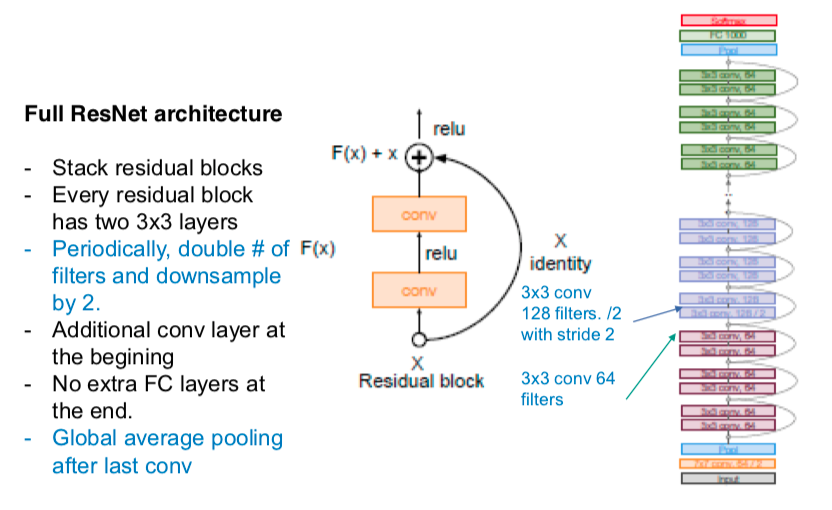 Full ResNet architecture
- Stack residual blocks
- Every residual block
has two 3x3 layers
- Periodically, double # of
filters and downsample
by 2.
- Additional conv layer at
the begining
- No extra FC layers at
the end.
- Global average pooling
after last conv
relu
F(x) + x
conv
F(x)
relu
conv
X
identity
X
Residual block
3x3 conv
128 filters. /2
with stride 2
3x3 conv 64
filters
Softmax
FC 1000
Pool
3x3 conv, 64
3x3 conv, 64
3x3 conv, 64
3x3 conv, 64
3x3 conv, 64
3x3 conv, 64
...
3x3 conv, 128
3x3 conv, 128
3x3 conv, 128
3x3 conv, 128
3x3 conv, 128
3x3 conv, 128 / 2
3x3 conv, 64
3x3 conv, 64
3x3 conv, 64
3x3 conv, 64
3x3 conv, 64
3x3 conv, 64
Pool
7x7 conv, 64 / 2
Input